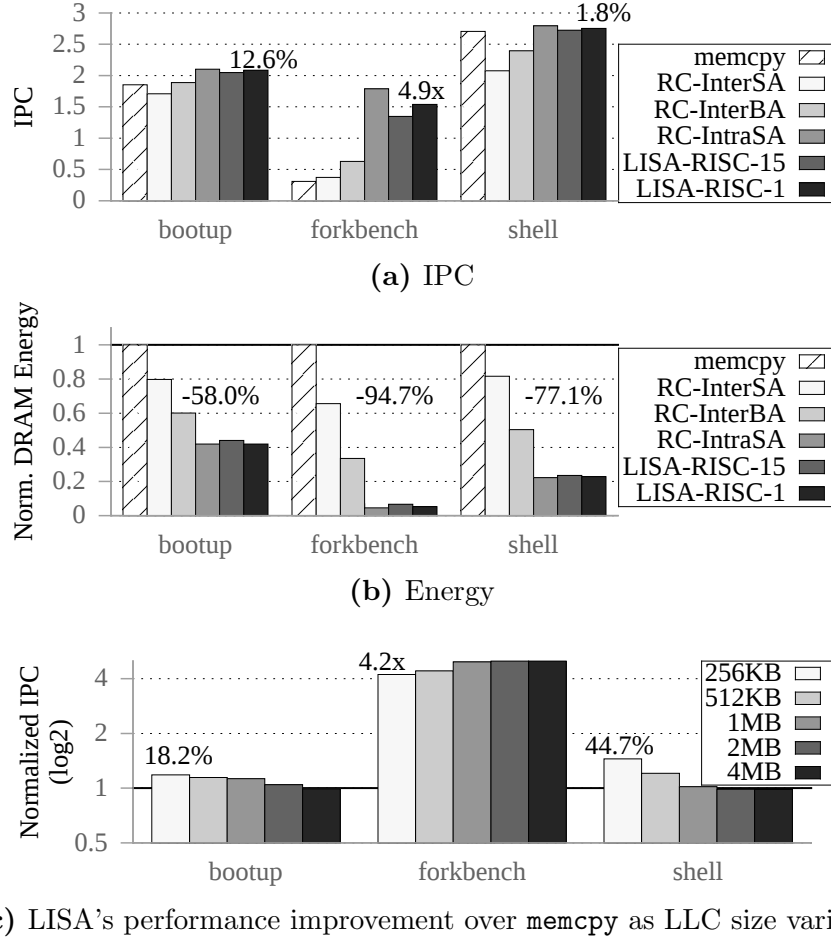 3
2.5
2
1.5
1
0.5
0
IPC
12.6%
4.9x
1.8%
bootup
forkbench
shell
memcpy
RC-InterSA
RC-InterBA
RC-IntraSA
LISA-RISC-15
LISA-RISC-1
(a) IPC
1
0.8
0.6
0.4
0.2
0
Norm. DRAM Energy
-58.0%
-94.7%
-77.1%
bootup
forkbench
shell
memcpy
RC-InterSA
RC-InterBA
RC-IntraSA
LISA-RISC-15
LISA-RISC-1
(b) Energy
4
2
1
0.5
Normalized IPC
(log2)
18.2%
4.2x
44.7%
bootup
forkbench
shell
256KB
512KB
1MB
2MB
4MB
) LISA's performance improvement over memcpy as LLC size vari